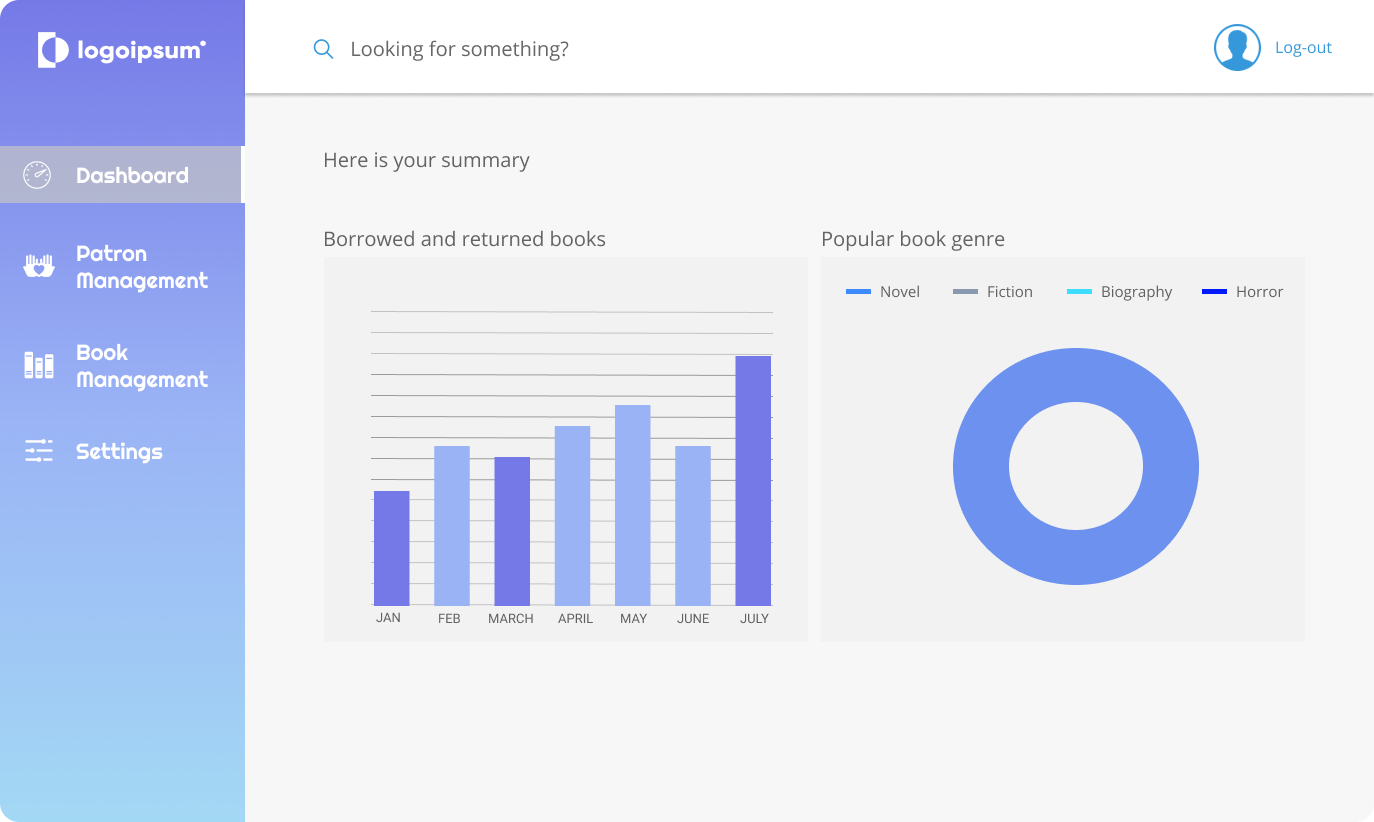 logoipsum
Looking for something?
Log-out
Dashboard
Patron
Management
Book
Management
Settings
Here is your summary
Borrowed and returned books
JAN FEB MARCH APRIL MAY JUNE JULY
Popular book genre
Novel Fiction Biography Horror